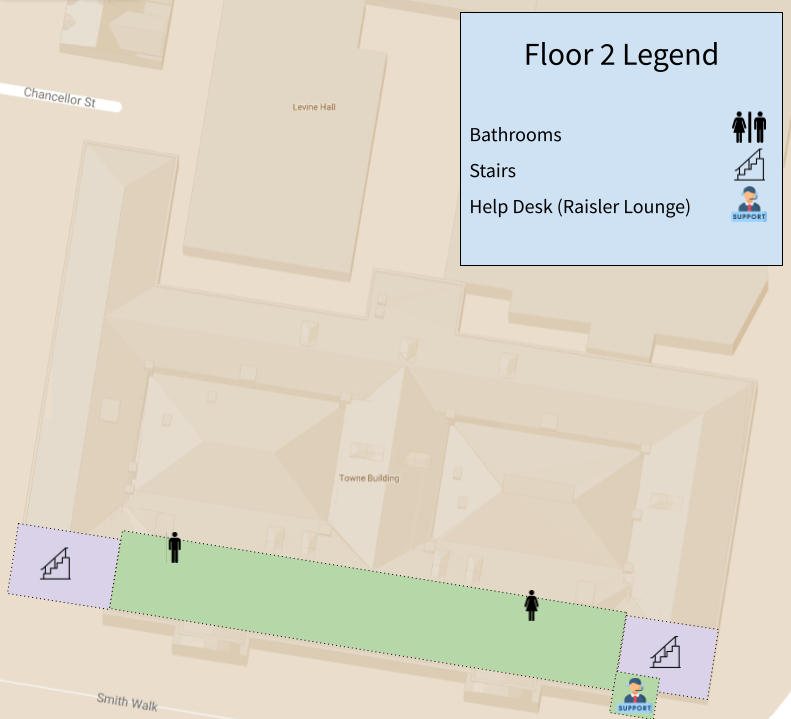 Floor 2 Legend
Bathrooms
Stairs
Help Desk (Raisler Lounge)
SUPPORT
Chancellor St
Levine Hall
Towne Building
Smith Walk
SUPPORT